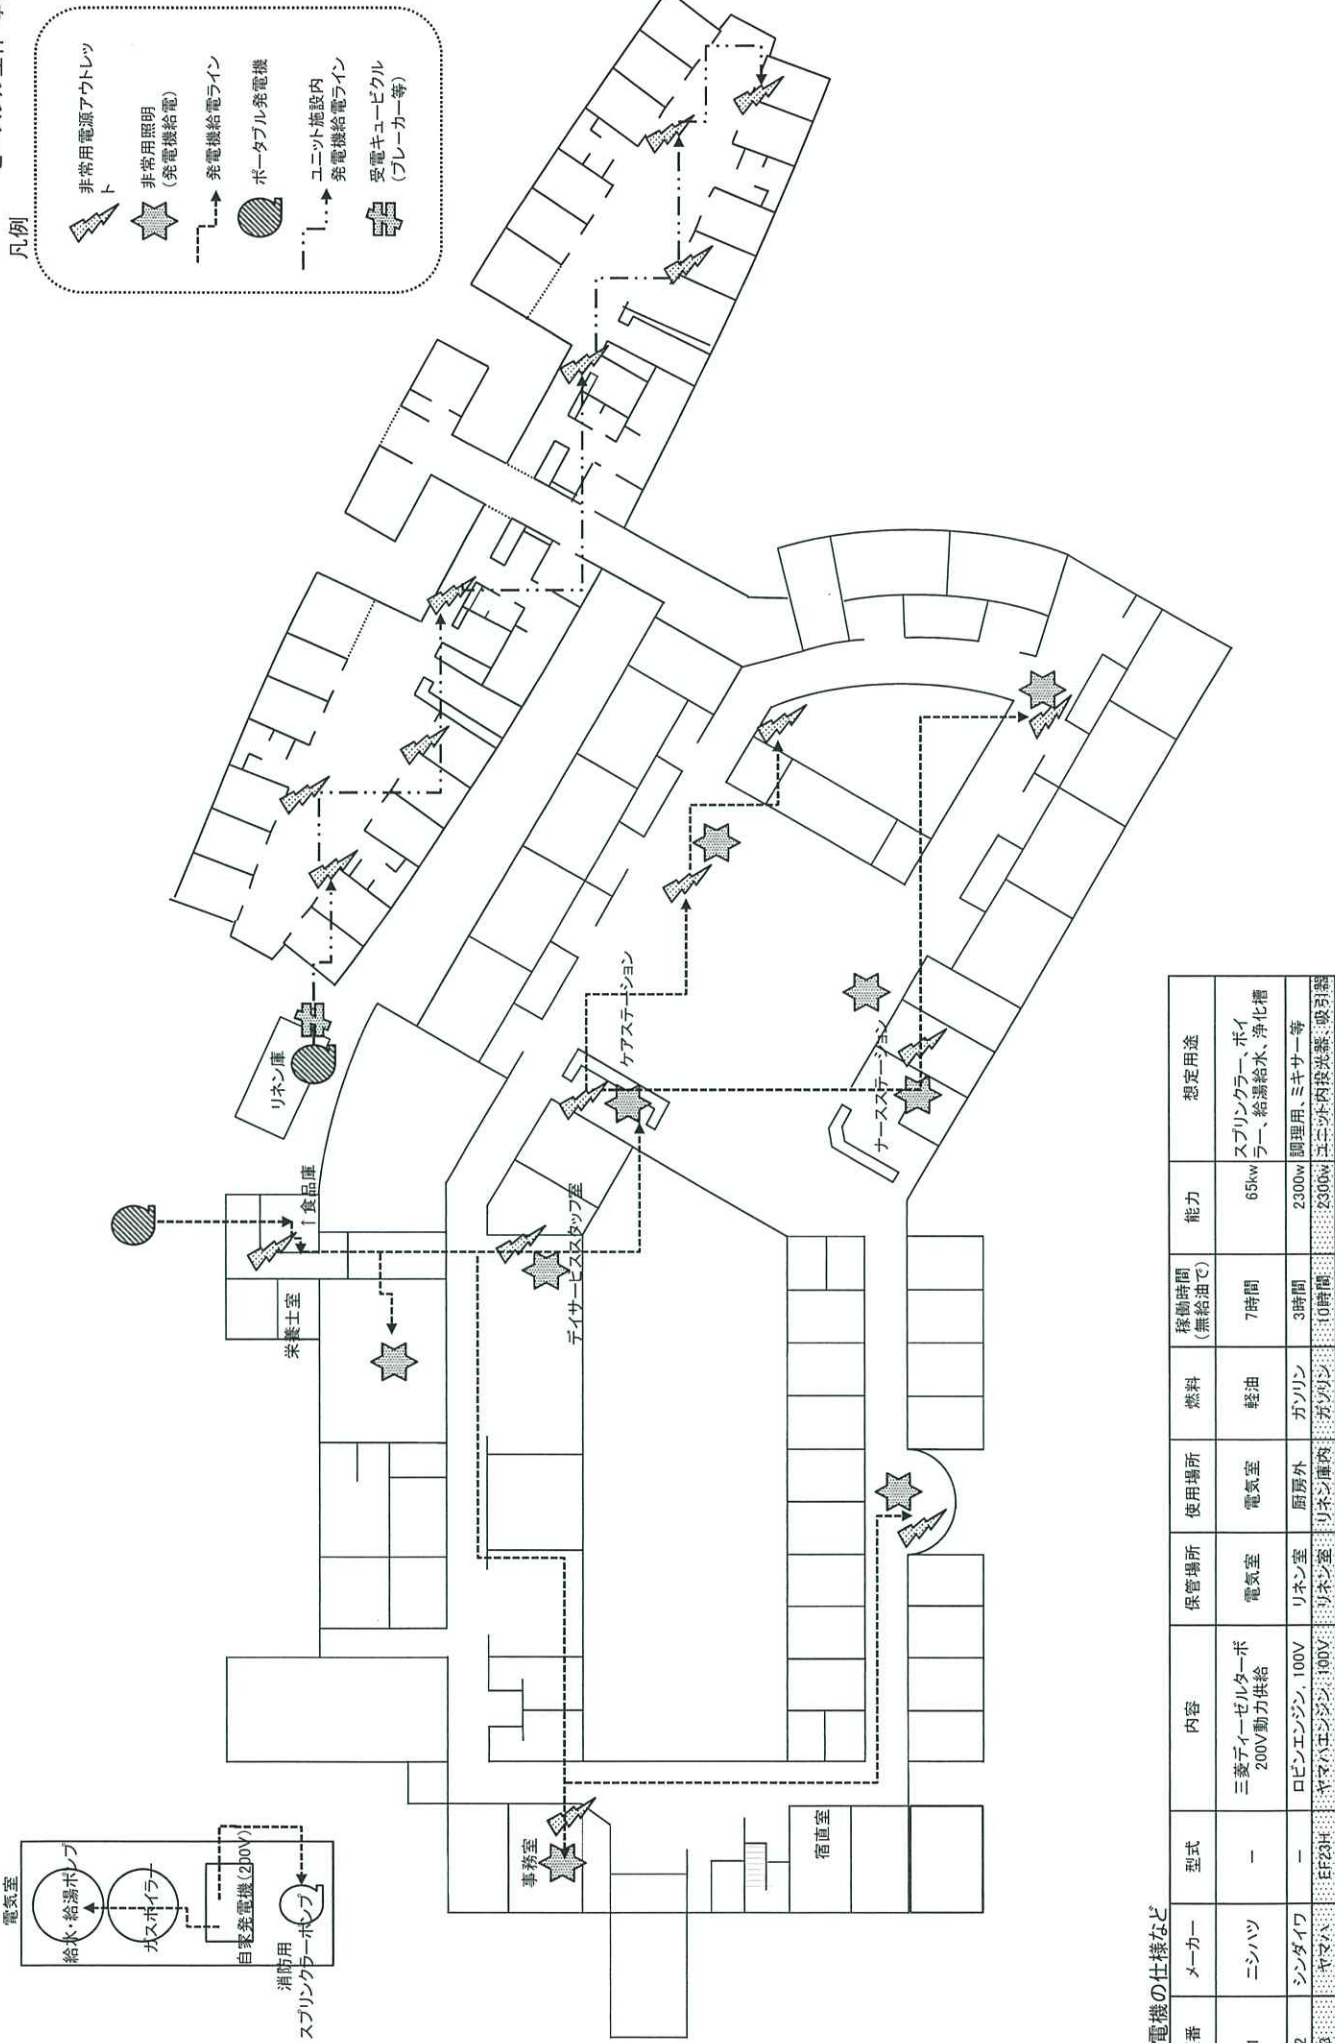 凡例
非常用電源アウトレッ
ト
非常用照明
(発電機給電)
発電機給電ライン
ポータブル発電機
ユニット施設内
発電機給電ライン
受電キュービクル
(ブレーカー等)
リネン庫
↑食品庫
栄養士室
ケアステーション
ナースステーション
デイサービススタッフ室
事務室
宿直室
電気室
給水・給湯ポンプ
ガスボイラー
自家発電機(200V)
消防用
スプリンクラーポンプ
電機の仕様など
番 メーカー 型式 内容 保管場所 使用場所 燃料 稼働時間 (無給油で) 能力 想定用途
1 ニシハツ ー 三菱ディーゼルターボ 200V動力供給 電気室 電気室 軽油 7時間 65kw スプリンクラー、ボイ ラー、給湯給水、浄化槽
2 シンダイワ ー ロビンエンジン, 100V リネン室 厨房外 ガソリン 3時間 2300w 調理用、ミキサー等
ヤマハ EF23H ヤマハエンジン, 100V リネン室 リネン庫内 ガソリン 10時間 2300w ユニット内投光器、吸引器